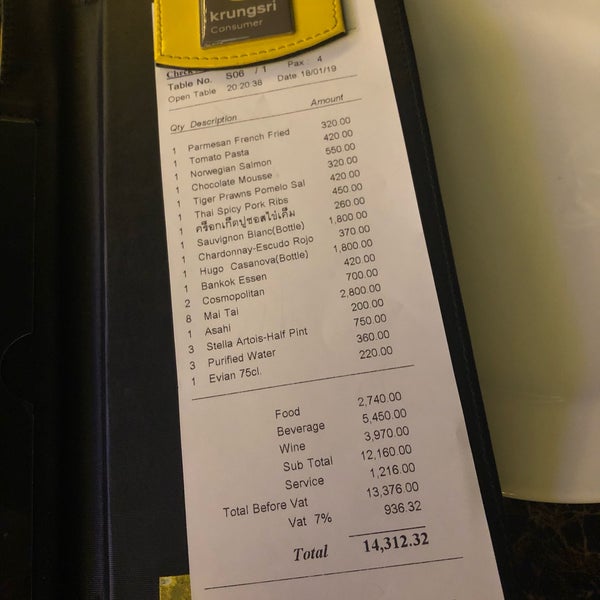 krungsri
Consumer
Check
Table No. S06 / 1 Pax : 4
Open Table 20:20:38 Date 18/01/19
Qty Description Amount
1 Parmesan French Fried 320.00
1 Tomato Pasta 420.00
1 Norwegian Salmon 550.00
1 Chocolate Mousse 320.00
1 Tiger Prawns Pomelo Sal 420.00
1 Thai Spicy Pork Ribs 450.00
1 คร็อกเก็ตปูซอสไข่เค็ม 260.00
1 Sauvignon Blanc(Bottle) 1,800.00
1 Chardonnay-Escudo Rojo 370.00
1 Hugo Casanova(Bottle) 1,800.00
1 Bankok Essen 420.00
2 Cosmopolitan 700.00
8 Mai Tai 2,800.00
1 Asahi 200.00
3 Stella Artois-Half Pint 750.00
3 Purified Water 360.00
1 Evian 75cl. 220.00
Food 2,740.00
Beverage 5,450.00
Wine 3,970.00
Sub Total 12,160.00
Service 1,216.00
Total Before Vat 13,376.00
Vat 7% 936.32
Total 14,312.32